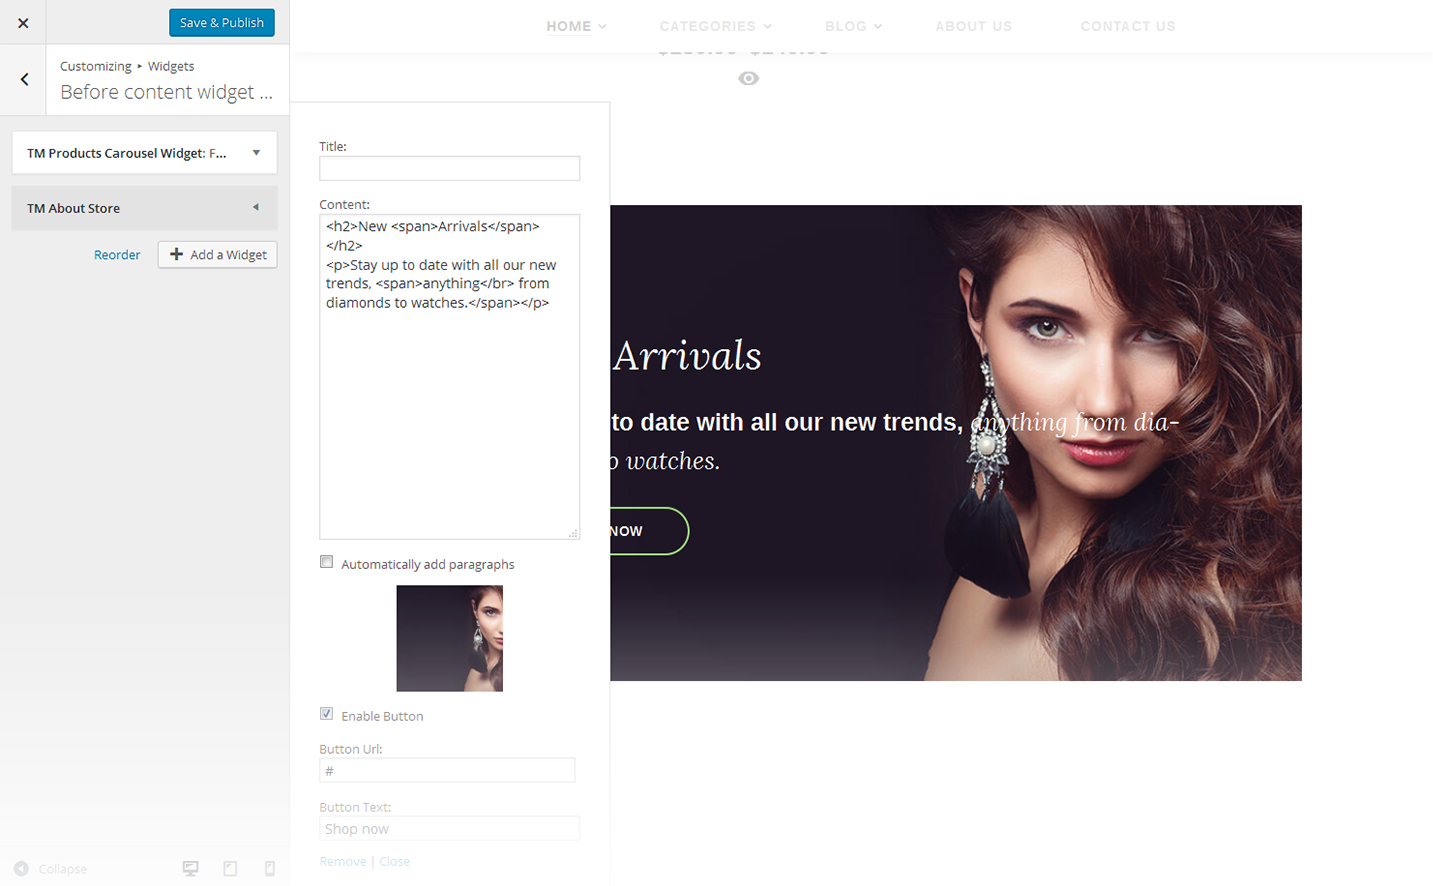 Save & Publish
HOME CATEGORIES BLOG ABOUT US CONTACT US
Customizing ▸ Widgets
Before content widget ...
TM Products Carousel Widget: F...
TM About Store
Reorder
Add a Widget
Title:
Content:
<h2>New <span>Arrivals</span>
</h2>
<p>Stay up to date with all our new
trends, <span>anything</br> from
diamonds to watches.</span></p>
Automatically add paragraphs
Enable Button
Button Url:
#
Button Text:
Shop now
Remove | Close
Collapse
Arrivals
to date with all our new trends, anything from dia-
o watches.
NOW